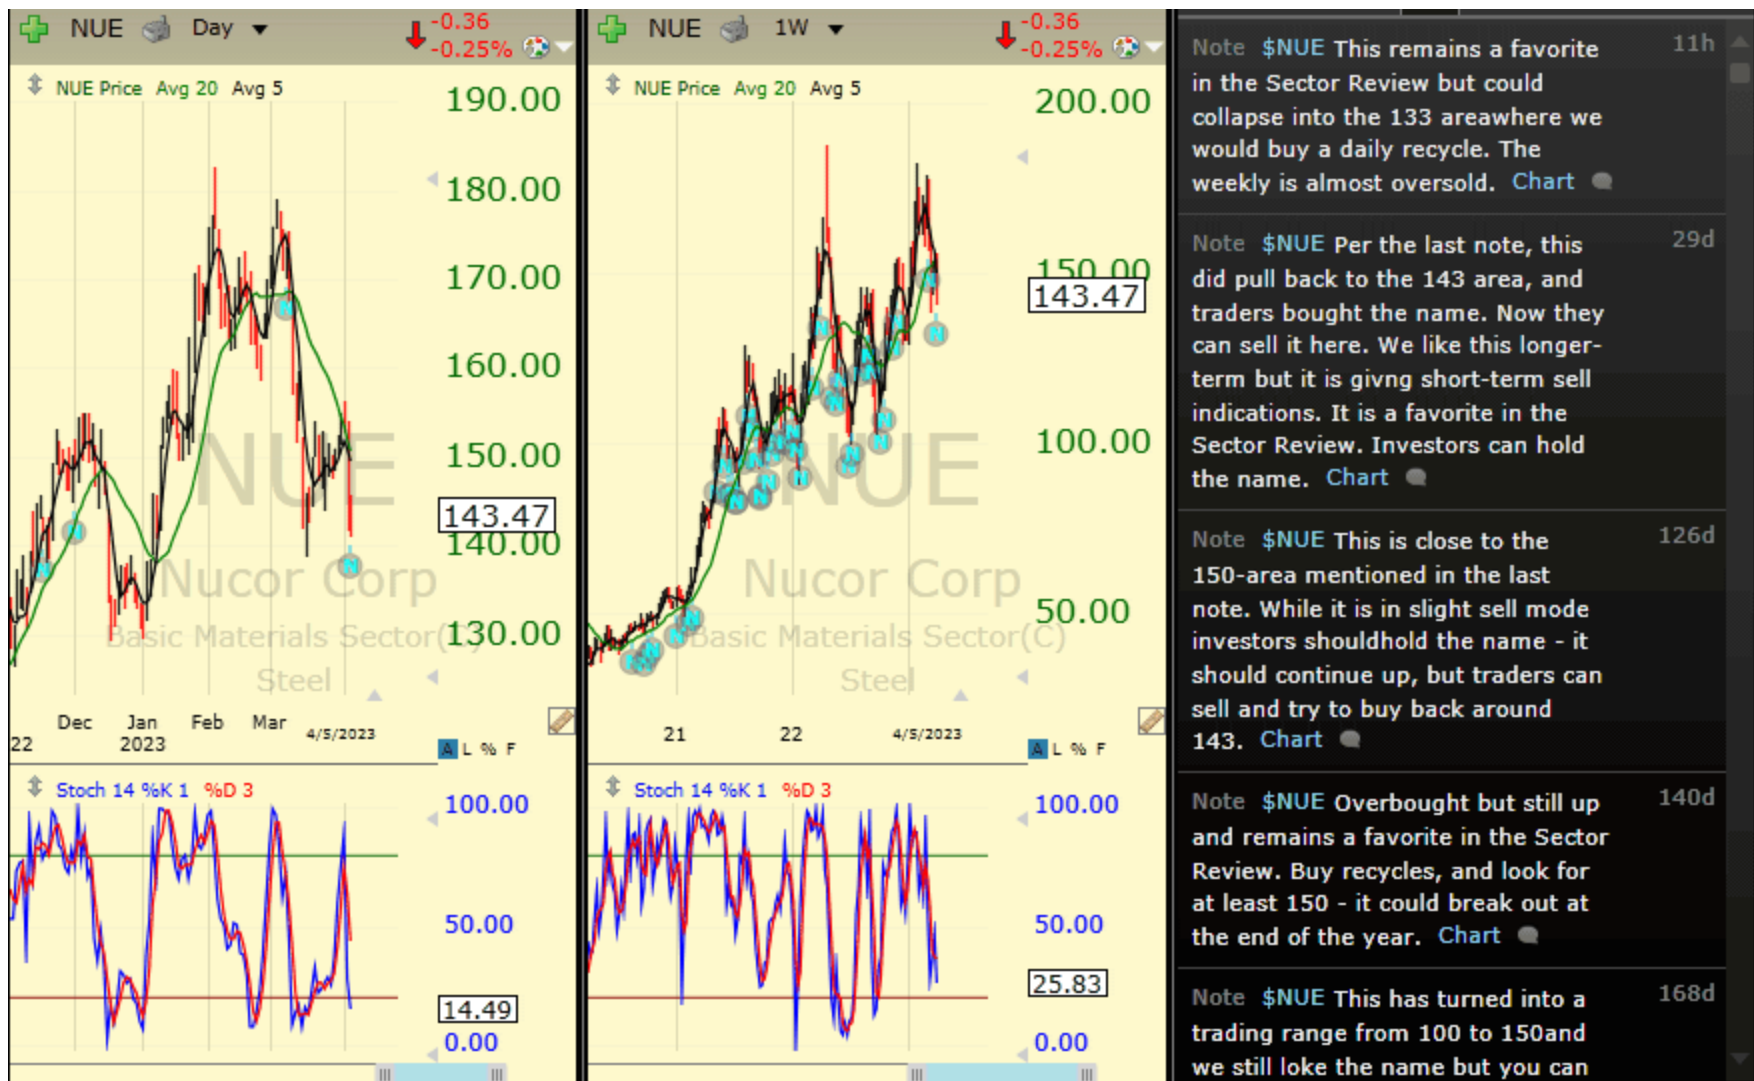 NUE Day -0.36
-0.25%
NUE Price Avg 20 Avg 5
190.00
180.00
170.00
160.00
150.00
143.47
140.00
130.00
NUE
Nucor Corp
Basic Materials Sector(C)
Steel
Dec Jan Feb Mar 4/5/2023
22 2023
A L % F
Stoch 14 %K 1 %D 3
100.00
50.00
14.49
0.00
NUE 1W -0.36
-0.25%
NUE Price Avg 20 Avg 5
200.00
150.00
143.47
100.00
50.00
NUE
Nucor Corp
Basic Materials Sector(C)
Steel
21 22 4/5/2023
A L % F
Stoch 14 %K 1 %D 3
100.00
50.00
25.83
0.00
Note $NUE This remains a favorite 11h
in the Sector Review but could
collapse into the 133 areawhere we
would buy a daily recycle. The
weekly is almost oversold. Chart
Note $NUE Per the last note, this 29d
did pull back to the 143 area, and
traders bought the name. Now they
can sell it here. We like this longer-
term but it is givng short-term sell
indications. It is a favorite in the
Sector Review. Investors can hold
the name. Chart
Note $NUE This is close to the 126d
150-area mentioned in the last
note. While it is in slight sell mode
investors shouldhold the name - it
should continue up, but traders can
sell and try to buy back around
143. Chart
Note $NUE Overbought but still up 140d
and remains a favorite in the Sector
Review. Buy recycles, and look for
at least 150 - it could break out at
the end of the year. Chart
Note $NUE This has turned into a 168d
trading range from 100 to 150and
we still loke the name but you can